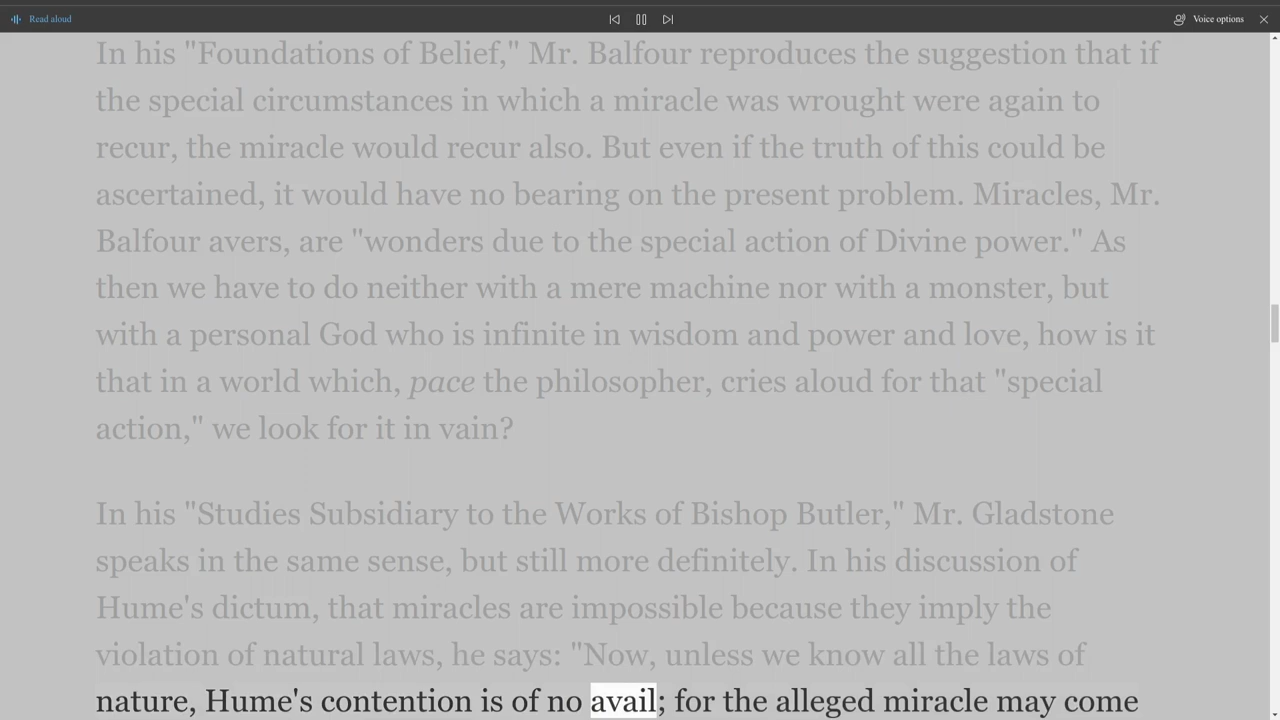 Read aloud
Voice options
In his "Foundations of Belief," Mr. Balfour reproduces the suggestion that if
the special circumstances in which a miracle was wrought were again to
recur, the miracle would recur also. But even if the truth of this could be
ascertained, it would have no bearing on the present problem. Miracles, Mr.
Balfour avers, are "wonders due to the special action of Divine power." As
then we have to do neither with a mere machine nor with a monster, but
with a personal God who is infinite in wisdom and power and love, how is it
that in a world which, pace the philosopher, cries aloud for that "special
action," we look for it in vain?
In his "Studies Subsidiary to the Works of Bishop Butler," Mr. Gladstone
speaks in the same sense, but still more definitely. In his discussion of
Hume's dictum, that miracles are impossible because they imply the
violation of natural laws, he says: "Now, unless we know all the laws of
nature, Hume's contention is of no avail; for the alleged miracle may come